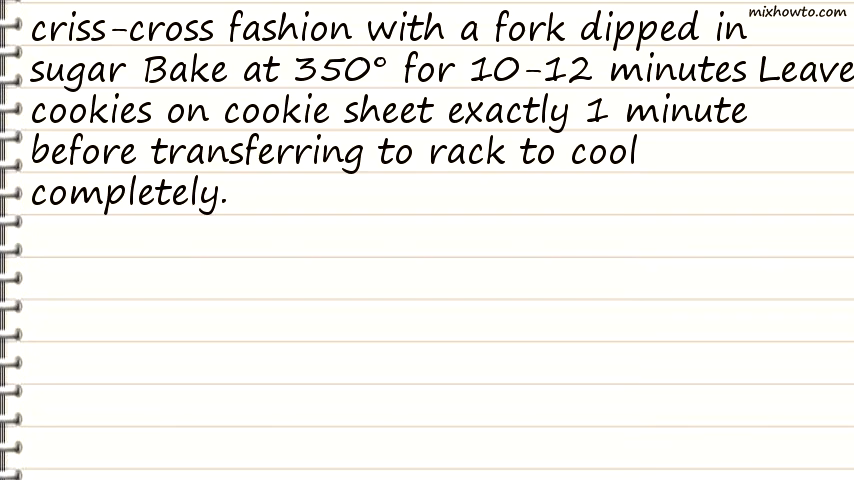 mixhowto.com
criss-cross fashion with a fork dipped in
sugar Bake at 350° for 10-12 minutes Leave
cookies on cookie sheet exactly 1 minute
before transferring to rack to cool
completely.